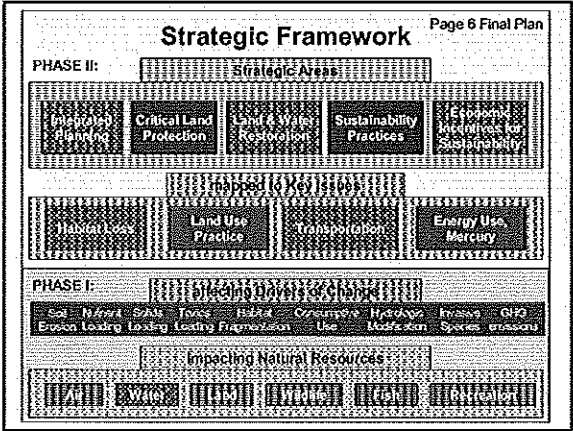 Page 6 Final Plan
Strategic Framework
PHASE II:
Strategic Areas
Integrated Planning
Critical Land Protection
Land & Water Restoration
Sustainability Practices
Economic Incentives for Sustainability
mapped to Key Issues
Habitat Loss
Land Use Practice
Transportation
Energy Use, Mercury
PHASE I:
affecting Drivers of Change
Soil Erosion
Nutrient Loading
Solids Loading
Toxics Loading
Habitat Fragmentation
Consumptive Use
Hydrologic Modification
Invasive Species
GHG emissions
impacting Natural Resources
Air
Water
Land
Wildlife
Fish
Recreation